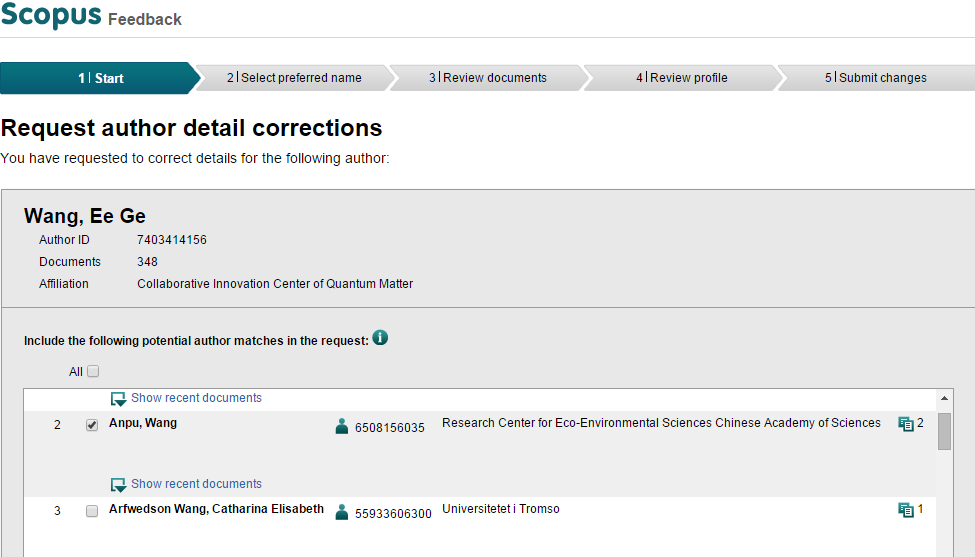 Scopus Feedback
1 | Start 2 | Select preferred name 3 | Review documents 4 | Review profile 5 | Submit changes
Request author detail corrections
You have requested to correct details for the following author:
Wang, Ee Ge
Author ID 7403414156
Documents 348
Affiliation Collaborative Innovation Center of Quantum Matter
Include the following potential author matches in the request: i
All
Show recent documents
2 Anpu, Wang 6508156035 Research Center for Eco-Environmental Sciences Chinese Academy of Sciences 2
Show recent documents
3 Arfwedson Wang, Catharina Elisabeth 55933606300 Universitetet i Tromso 1